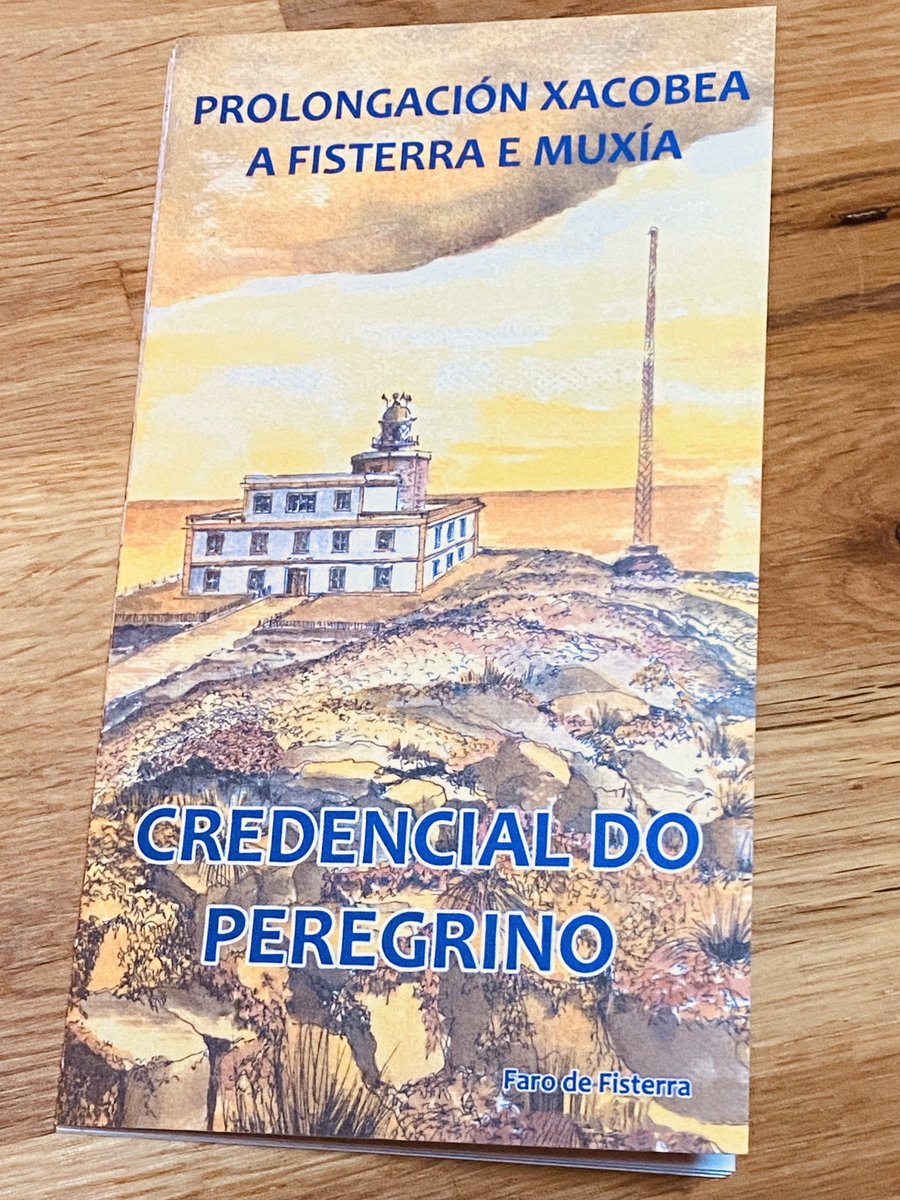 PROLONGACIÓN XACOBEA
A FISTERRA E MUXÍA
CREDENCIAL DO
PEREGRINO
Faro de Fisterra